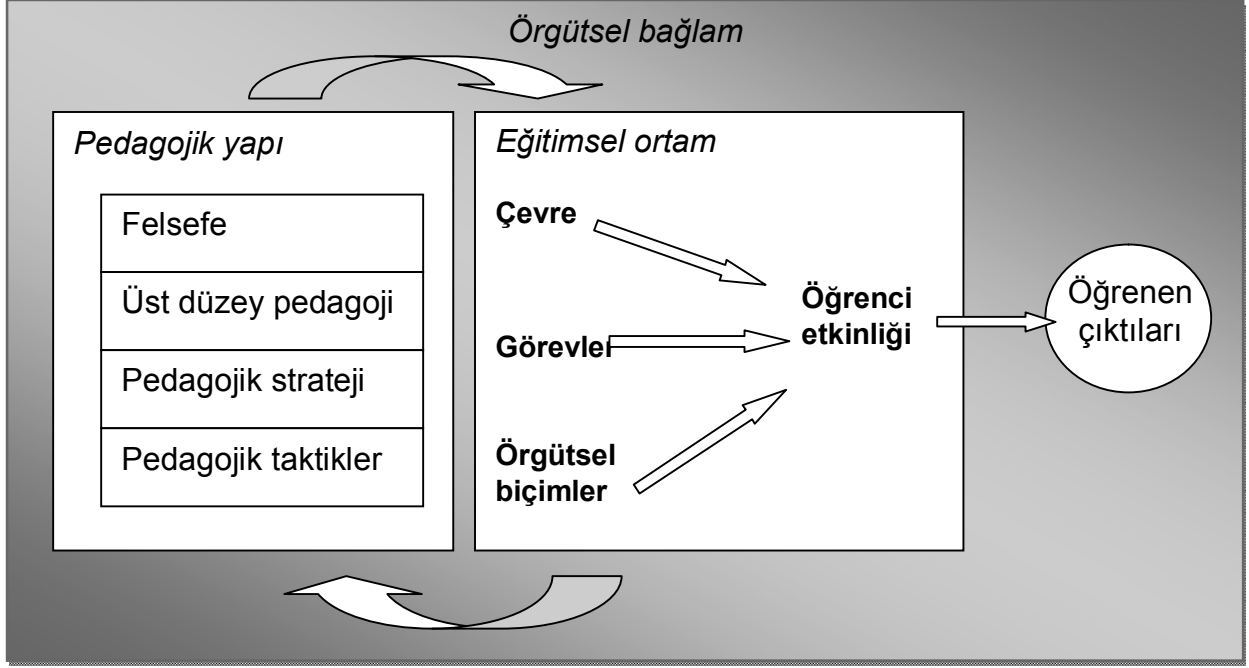 Örgütsel bağlam
Pedagojik yapı
Felsefe
Üst düzey pedagoji
Pedagojik strateji
Pedagojik taktikler
Eğitimsel ortam
Çevre
Görevler
Örgütsel
biçimler
Öğrenci
etkinliği
Öğrenen
çıktıları